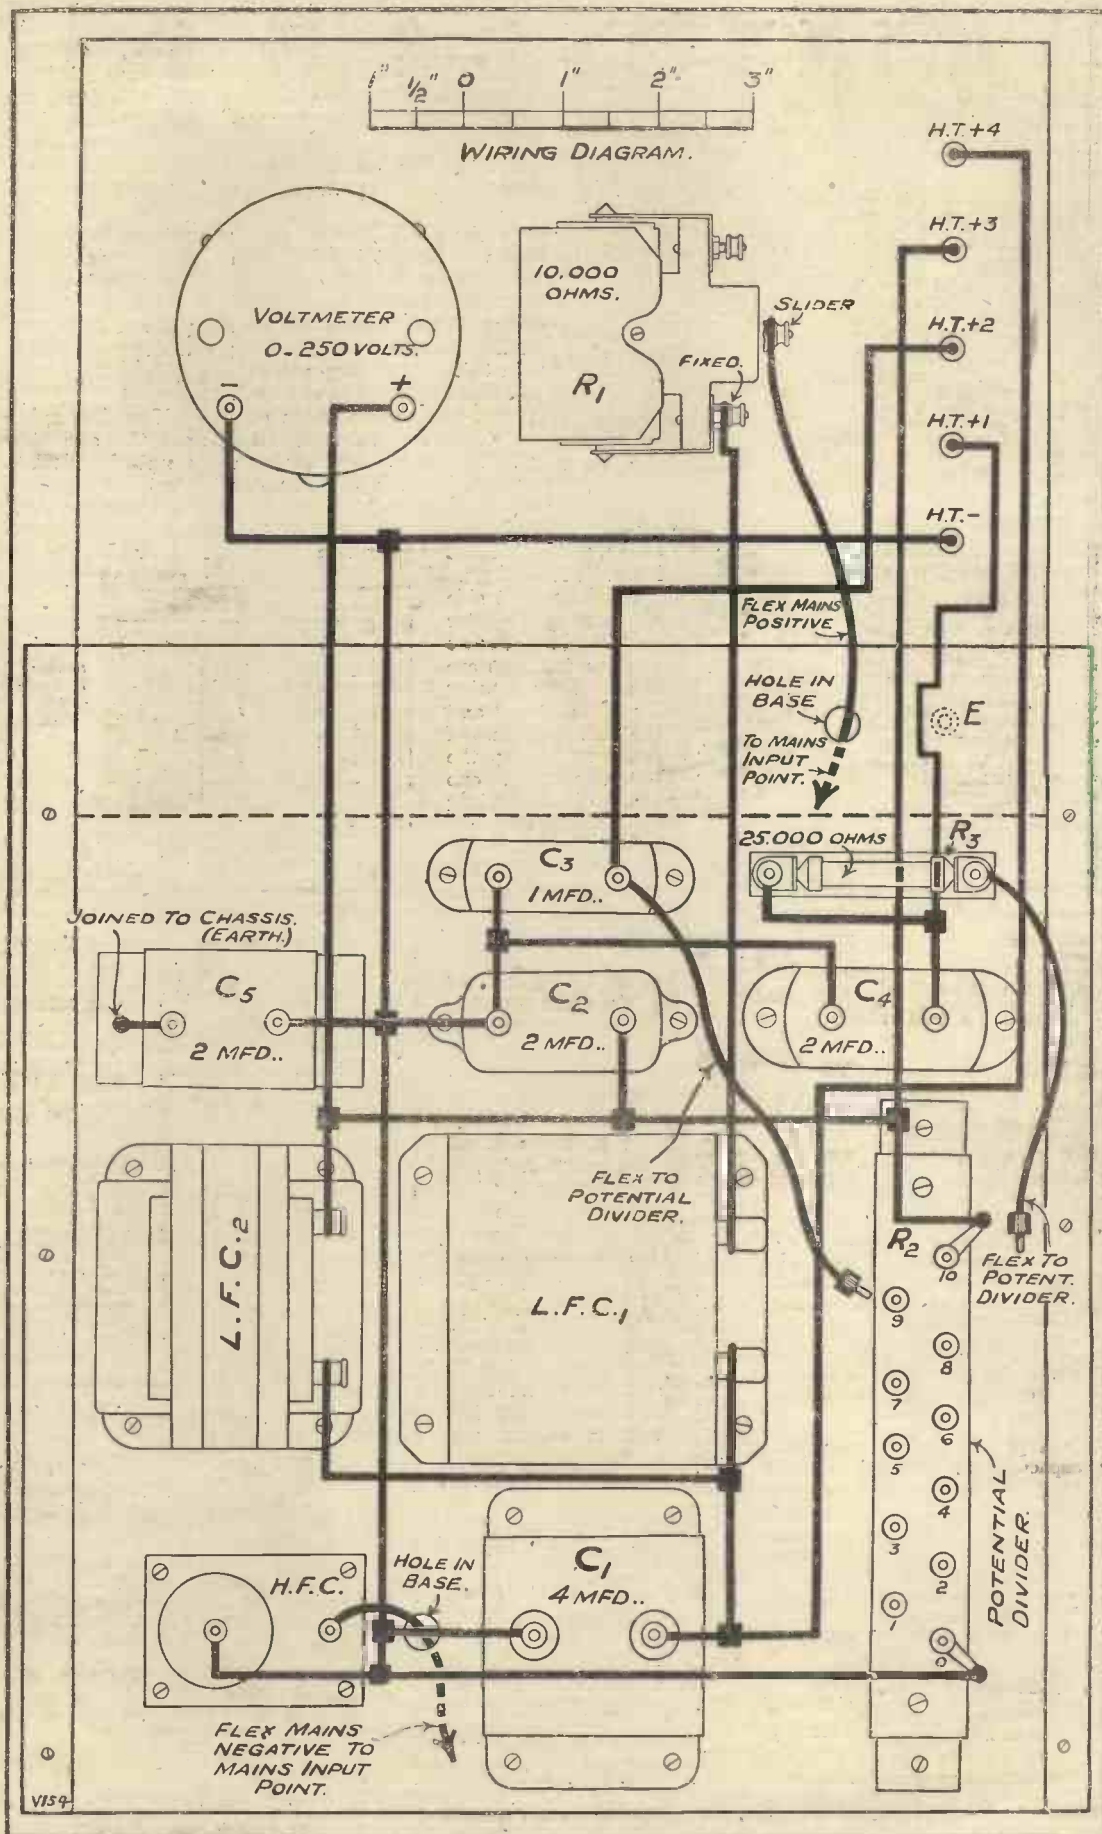 1" ½" 0 1" 2" 3"
WIRING DIAGRAM.
H.T.+4
H.T.+3
H.T.+2
H.T.+1
H.T.-
VOLTMETER
0-250 VOLTS.
-
+
10.000
OHMS.
R1
SLIDER
FIXED.
FLEX MAINS
POSITIVE
HOLE IN
BASE
TO MAINS
INPUT
POINT.
E
C3
1 MFD..
25.000 OHMS
R3
JOINED TO CHASSIS.
(EARTH.)
C5
2 MFD..
C2
2 MFD..
C4
2 MFD..
FLEX TO
POTENTIAL
DIVIDER.
L.F.C.2
L.F.C.1
R2
FLEX TO
POTENT.
DIVIDER.
10
9
8
7
6
5
4
3
2
1
0
POTENTIAL
DIVIDER.
H.F.C.
HOLE IN
BASE.
C1
4 MFD..
FLEX MAINS
NEGATIVE TO
MAINS INPUT
POINT.
V154